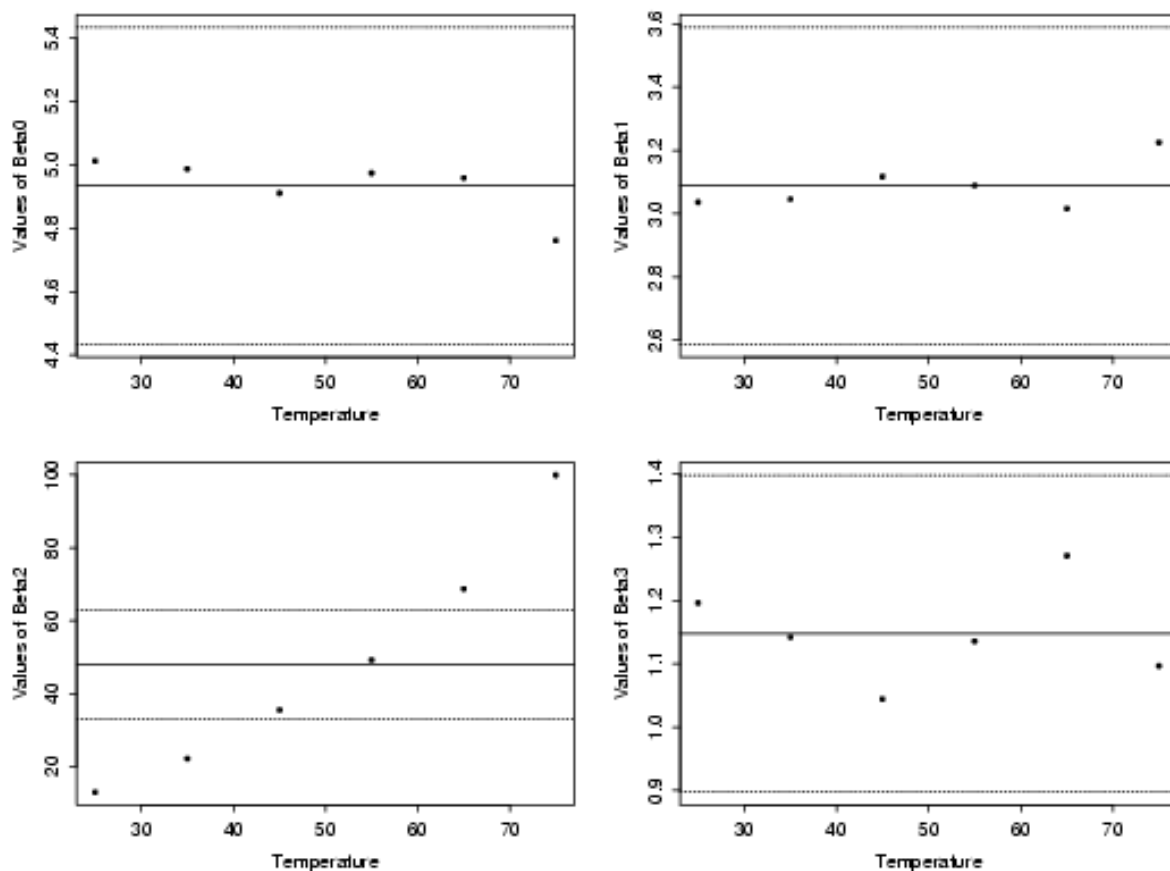 Values of Beta0
5.4
5.2
5.0
4.8
4.6
4.4
30 40 50 60 70
Temperature
Values of Beta1
3.6
3.4
3.2
3.0
2.8
2.6
30 40 50 60 70
Temperature
Values of Beta2
100
80
60
40
20
30 40 50 60 70
Temperature
Values of Beta3
1.4
1.3
1.2
1.1
1.0
0.9
30 40 50 60 70
Temperature